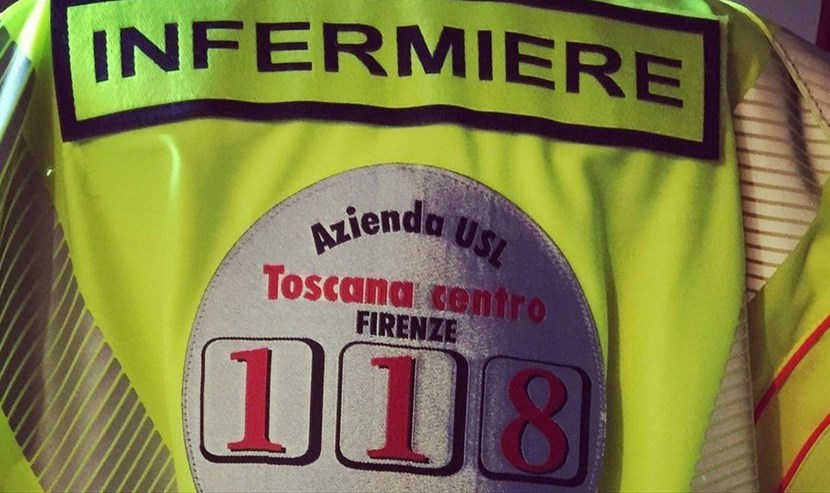 INFERMIERE
Azienda USL
Toscana centro
FIRENZE
118